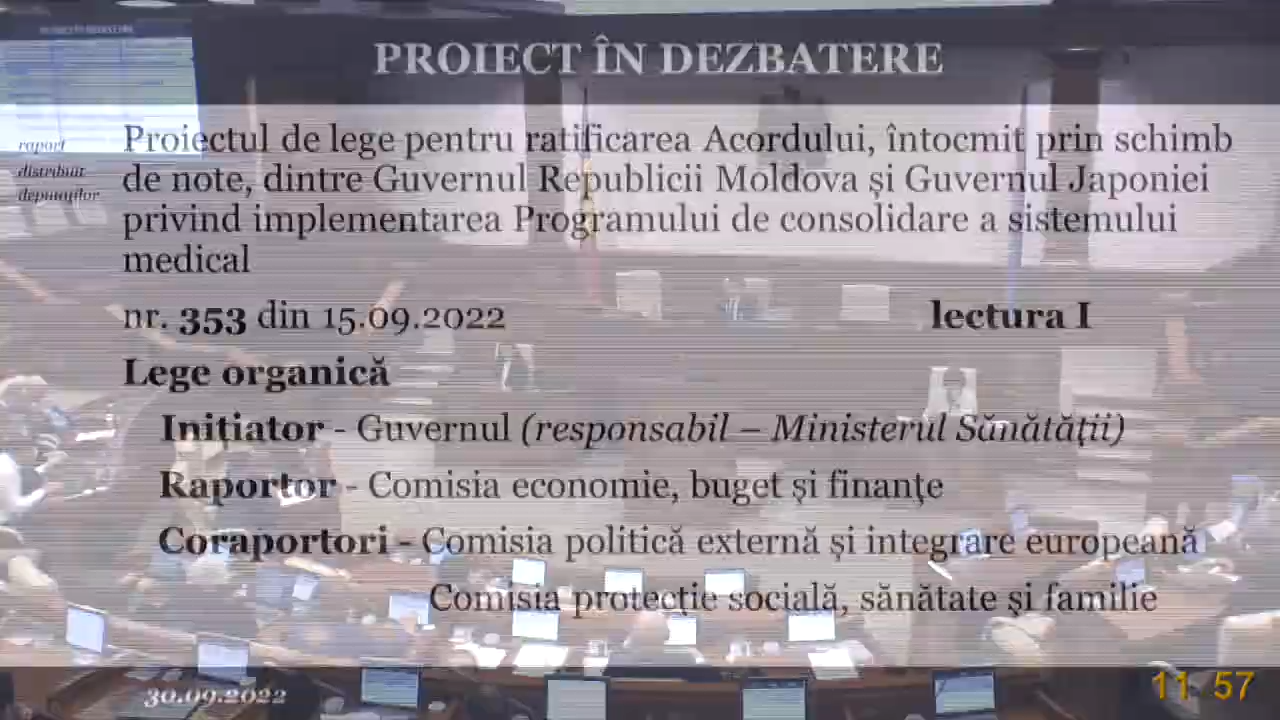 PROIECT ÎN DEZBATERE
raport
distribuit
deputaților
Proiectul de lege pentru ratificarea Acordului, întocmit prin schimb
de note, dintre Guvernul Republicii Moldova și Guvernul Japoniei
privind implementarea Programului de consolidare a sistemului
medical
nr. 353 din 15.09.2022 lectura I
Lege organică
Inițiator - Guvernul (responsabil – Ministerul Sănătății)
Raportor - Comisia economie, buget și finanțe
Coraportori - Comisia politică externă și integrare europeană
Comisia protecție socială, sănătate și familie
30.09.2022 11 57